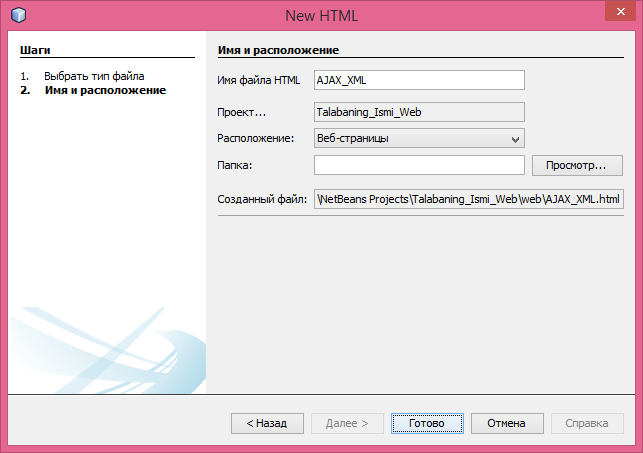 New HTML
Шаги
1. Выбрать тип файла
2. Имя и расположение
Имя и расположение
Имя файла HTML AJAX_XML
Проект... Talabaning_Ismi_Web
Расположение: Веб-страницы
Папка: Просмотр...
Созданный файл: \NetBeans Projects\Talabaning_Ismi_Web\web\AJAX_XML.html
< Назад Далее > Готово Отмена Справка